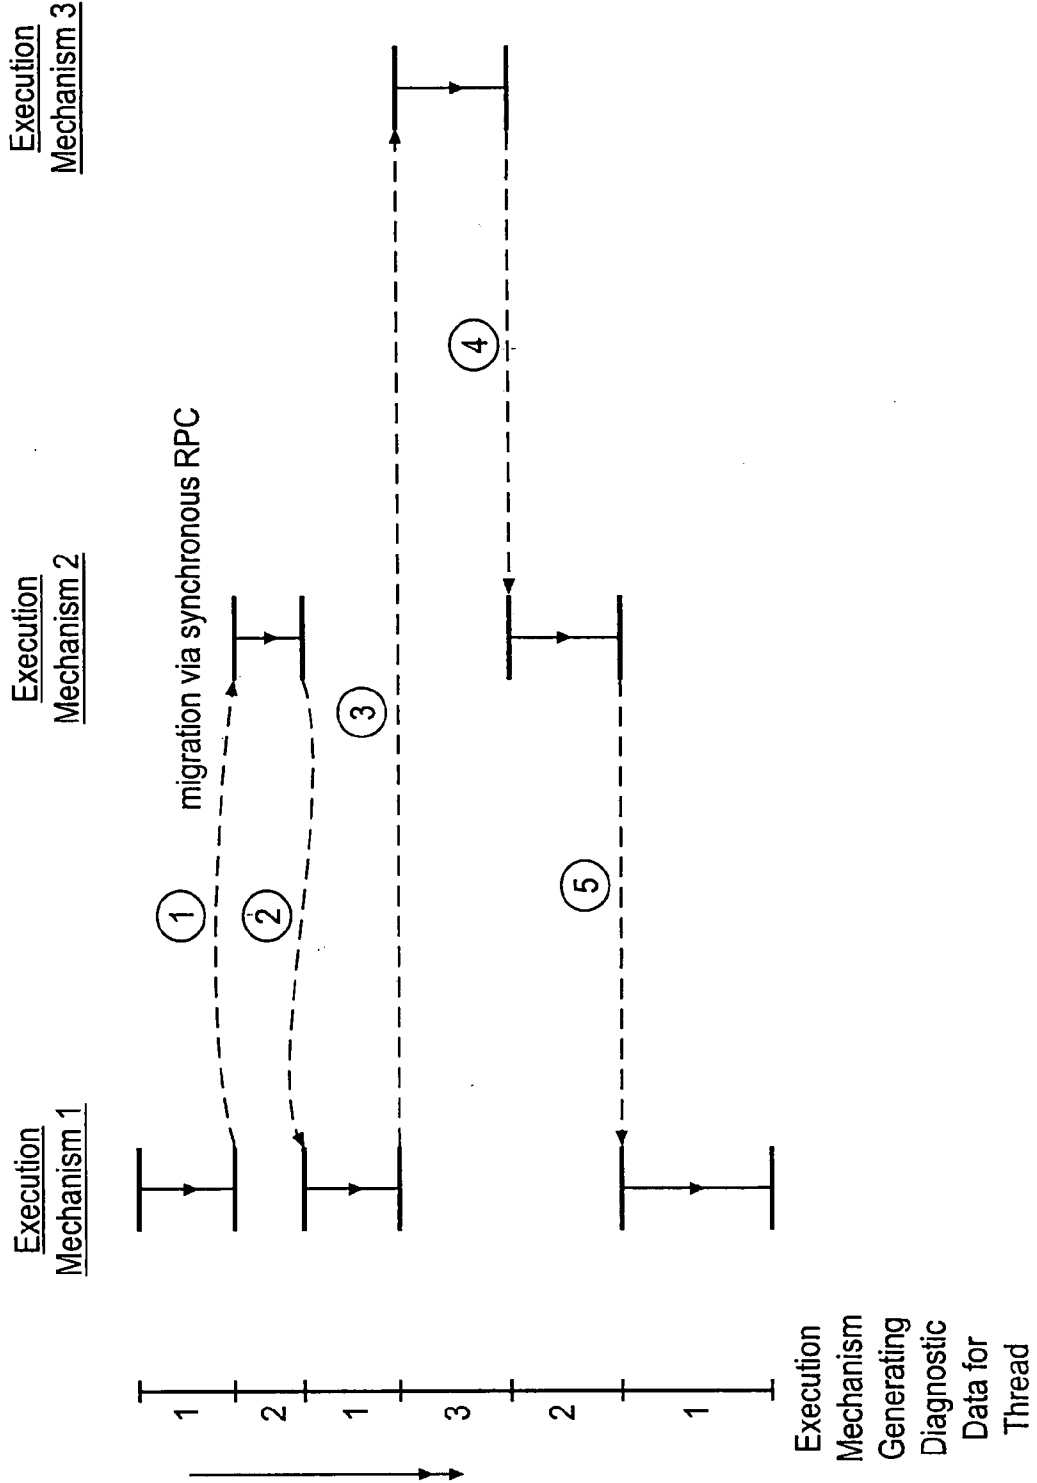 Execution
Mechanism 1
Execution
Mechanism 2
Execution
Mechanism 3
migration via synchronous RPC
1
2
3
4
5
1
2
1
3
2
1
Execution
Mechanism
Generating
Diagnostic
Data for
Thread